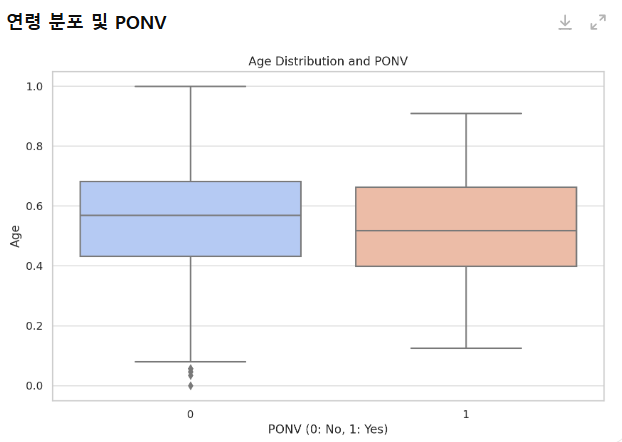 연령 분포 및 PONV
Age Distribution and PONV
1.0
0.8
0.6
0.4
0.2
0.0
Age
0 1
PONV (0: No, 1: Yes)